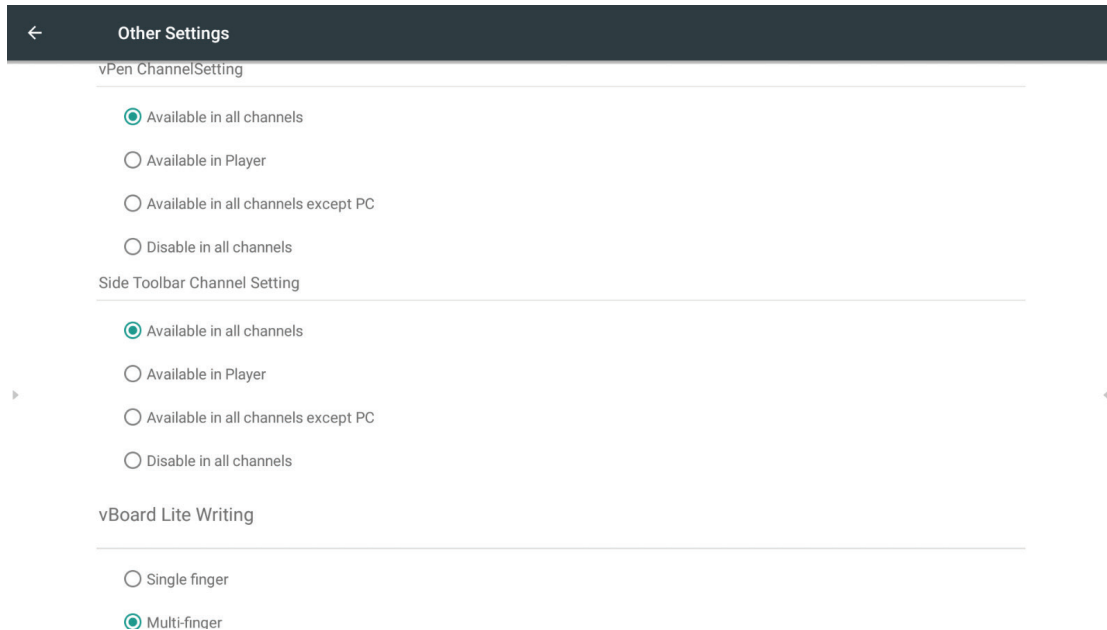 Other Settings
vPen ChannelSetting
Available in all channels
Available in Player
Available in all channels except PC
Disable in all channels
Side Toolbar Channel Setting
Available in all channels
Available in Player
Available in all channels except PC
Disable in all channels
vBoard Lite Writing
Single finger
Multi-finger